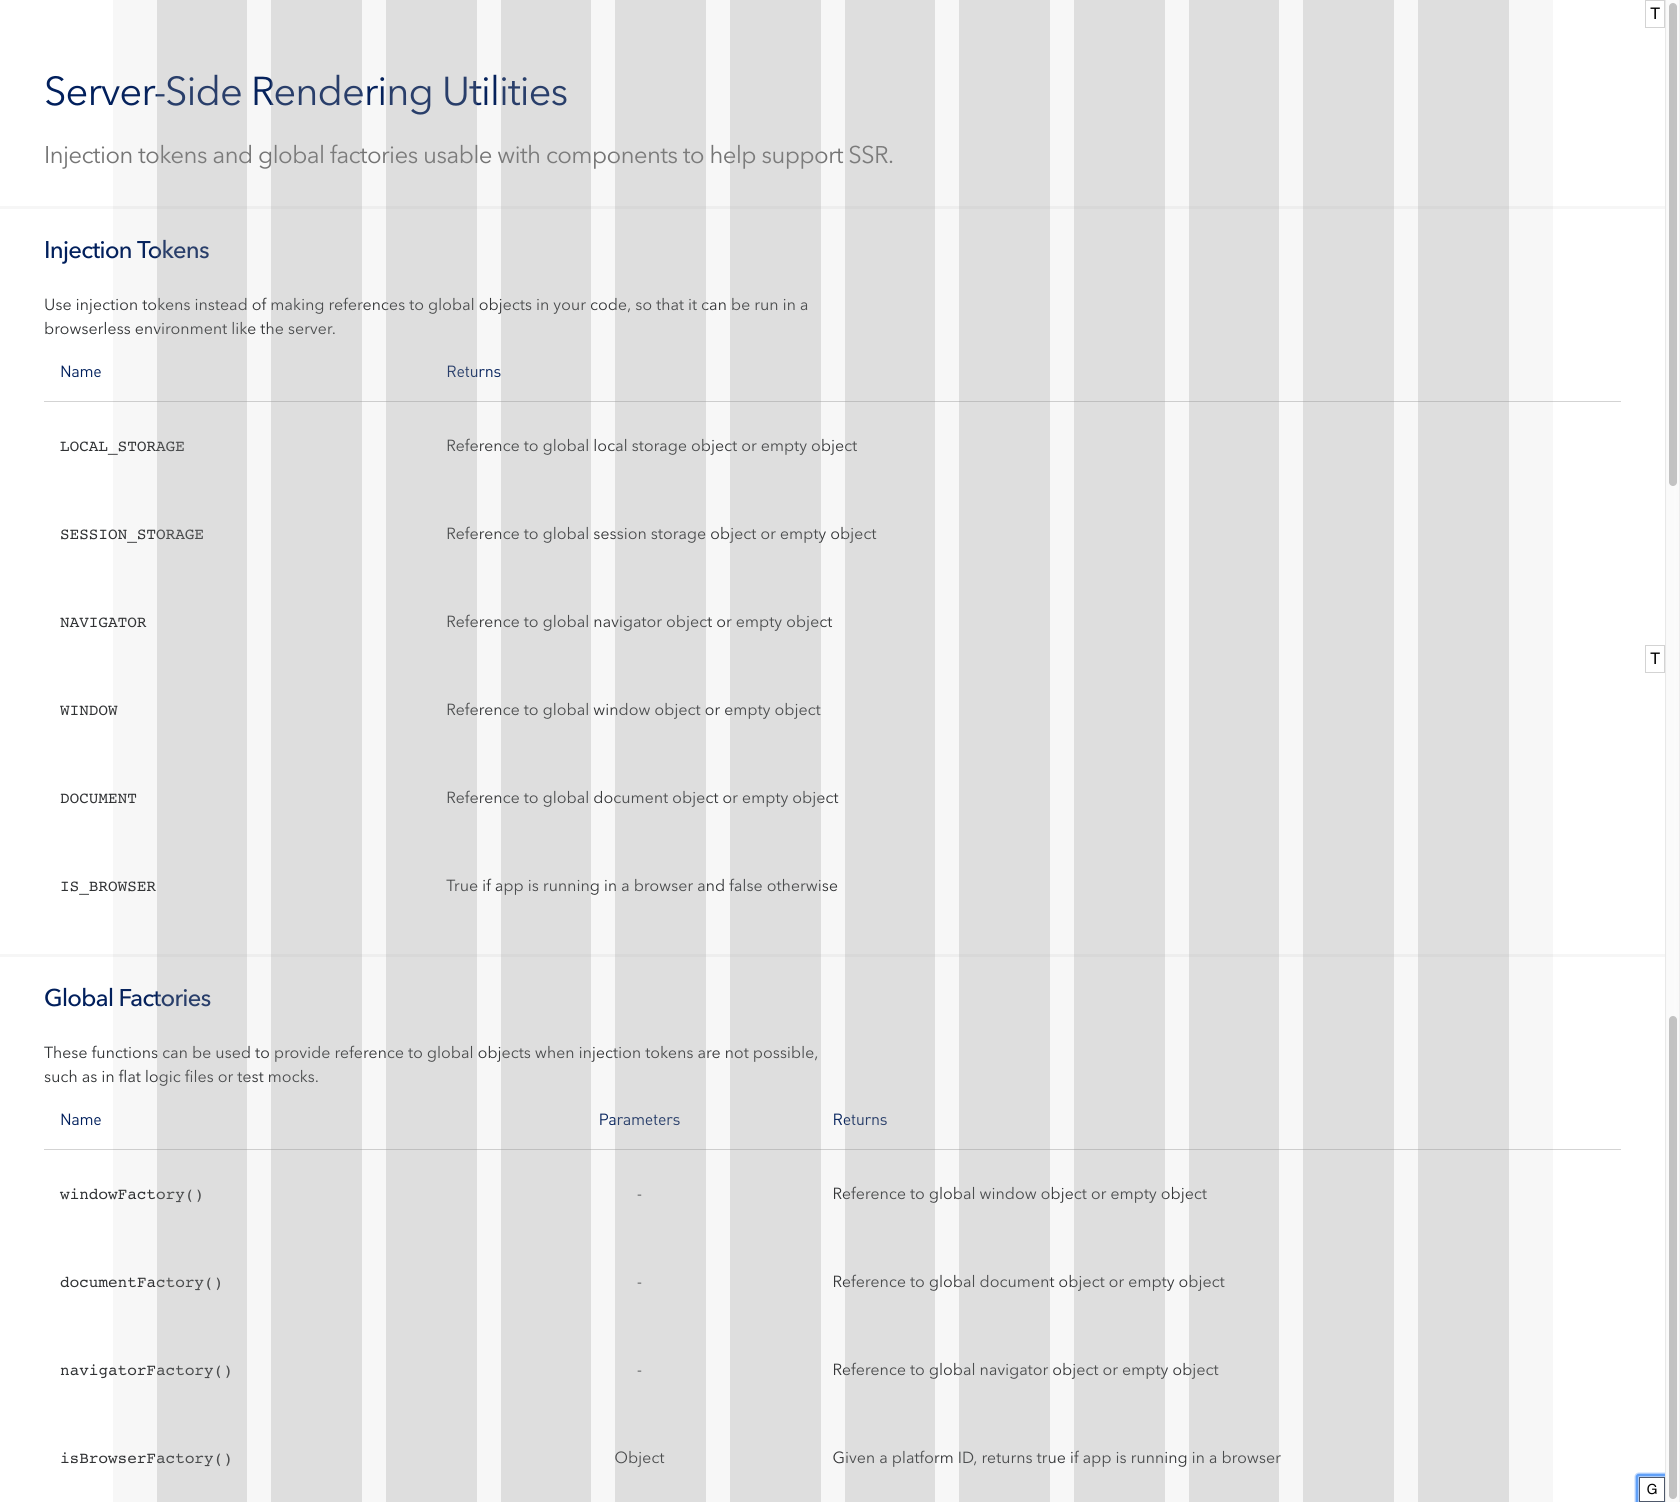 T
Server-Side Rendering Utilities
Injection tokens and global factories usable with components to help support SSR.
Injection Tokens
Use injection tokens instead of making references to global objects in your code, so that it can be run in a
browserless environment like the server.
Name Returns
LOCAL_STORAGE Reference to global local storage object or empty object
SESSION_STORAGE Reference to global session storage object or empty object
NAVIGATOR Reference to global navigator object or empty object
T
WINDOW Reference to global window object or empty object
DOCUMENT Reference to global document object or empty object
IS_BROWSER True if app is running in a browser and false otherwise
Global Factories
These functions can be used to provide reference to global objects when injection tokens are not possible,
such as in flat logic files or test mocks.
Name Parameters Returns
windowFactory() - Reference to global window object or empty object
documentFactory() - Reference to global document object or empty object
navigatorFactory() - Reference to global navigator object or empty object
isBrowserFactory() Object Given a platform ID, returns true if app is running in a browser
G